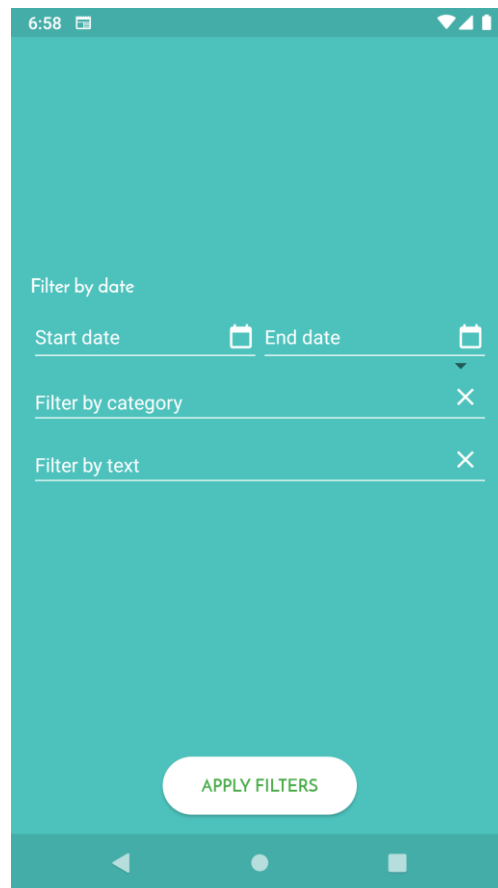 6:58
Filter by date
Start date End date
Filter by category
Filter by text
APPLY FILTERS